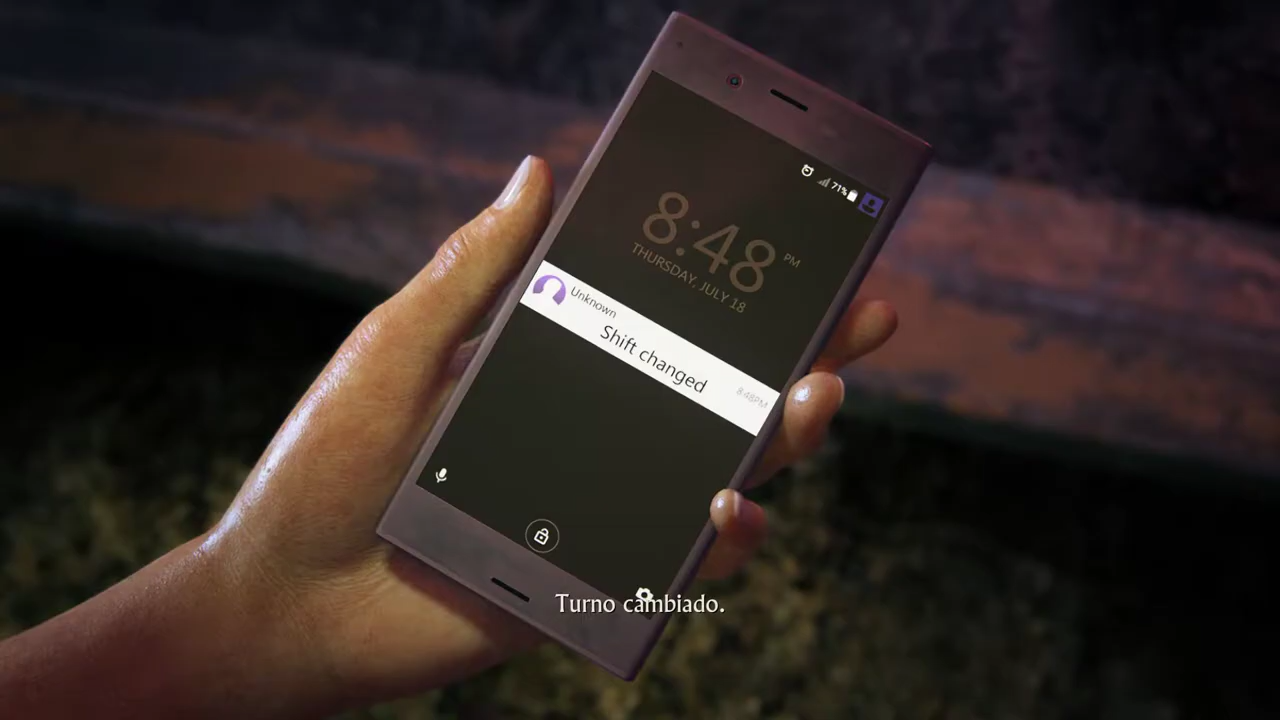 71%
8:48 PM
THURSDAY, JULY 18
Unknown
Shift changed
8:48PM
Turno cambiado.